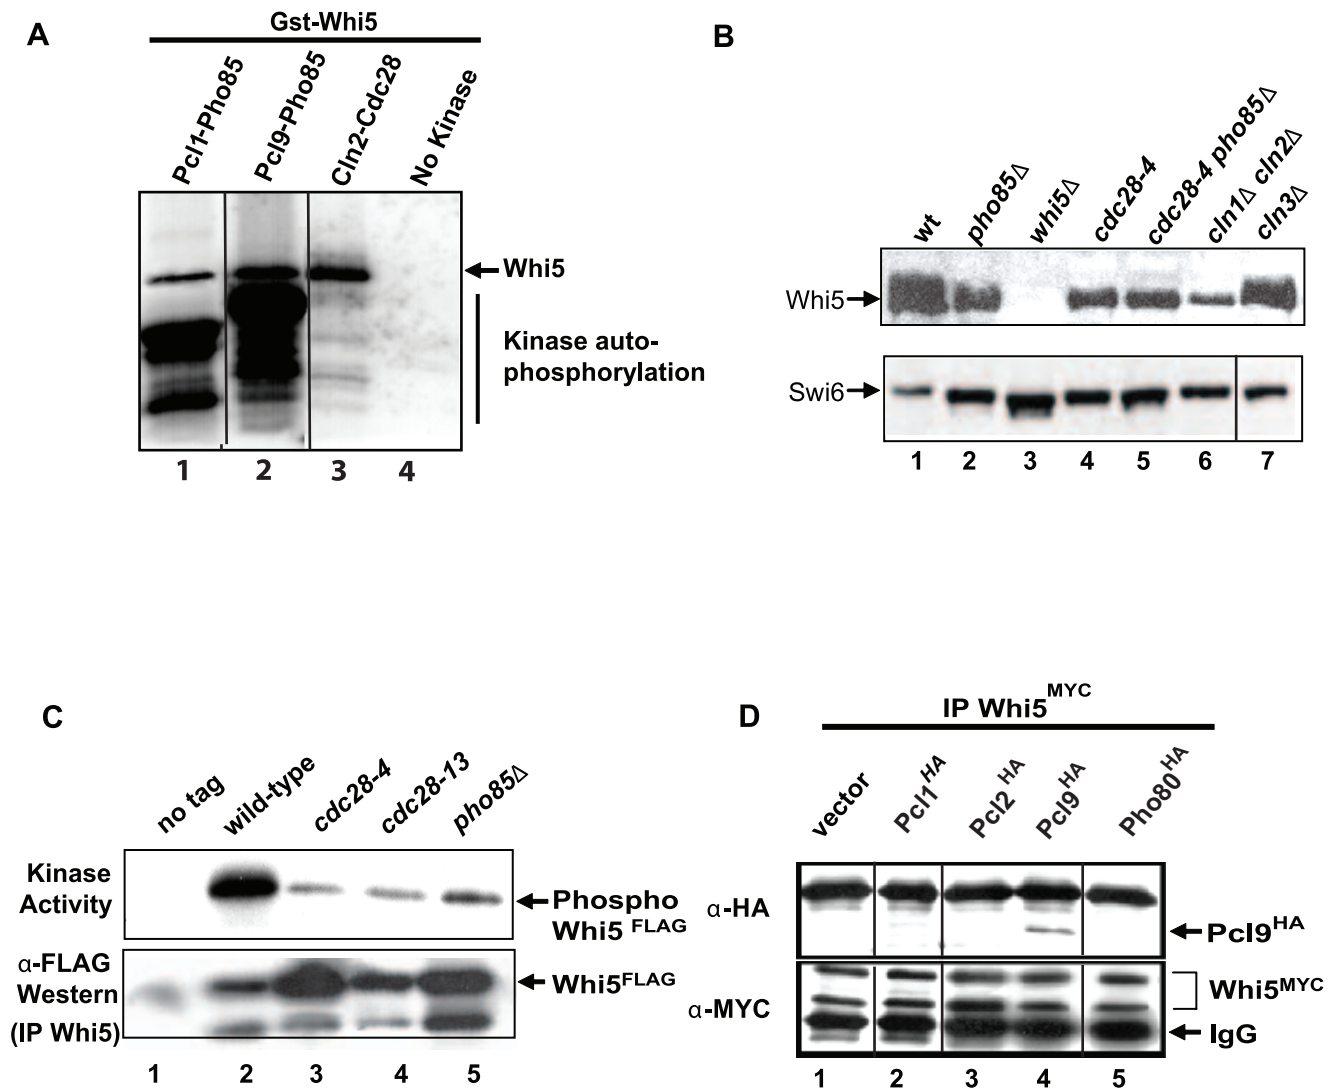 A
Gst-Whi5
Pcl1-Pho85
Pcl9-Pho85
Cln2-Cdc28
No Kinase
Whi5
Kinase auto-
phosphorylation
1 2 3 4
B
wt
pho85Δ
whi5Δ
cdc28-4
cdc28-4 pho85Δ
cln1Δ cln2Δ
cln3Δ
Whi5
Swi6
1 2 3 4 5 6 7
C
no tag
wild-type
cdc28-4
cdc28-13
pho85Δ
Kinase
Activity
Phospho
Whi5 FLAG
α-FLAG
Western
(IP Whi5)
Whi5FLAG
1 2 3 4 5
D
IP Whi5MYC
vector
Pcl1HA
Pcl2HA
Pcl9HA
Pho80HA
α-HA
Pcl9HA
α-MYC
Whi5MYC
IgG
1 2 3 4 5